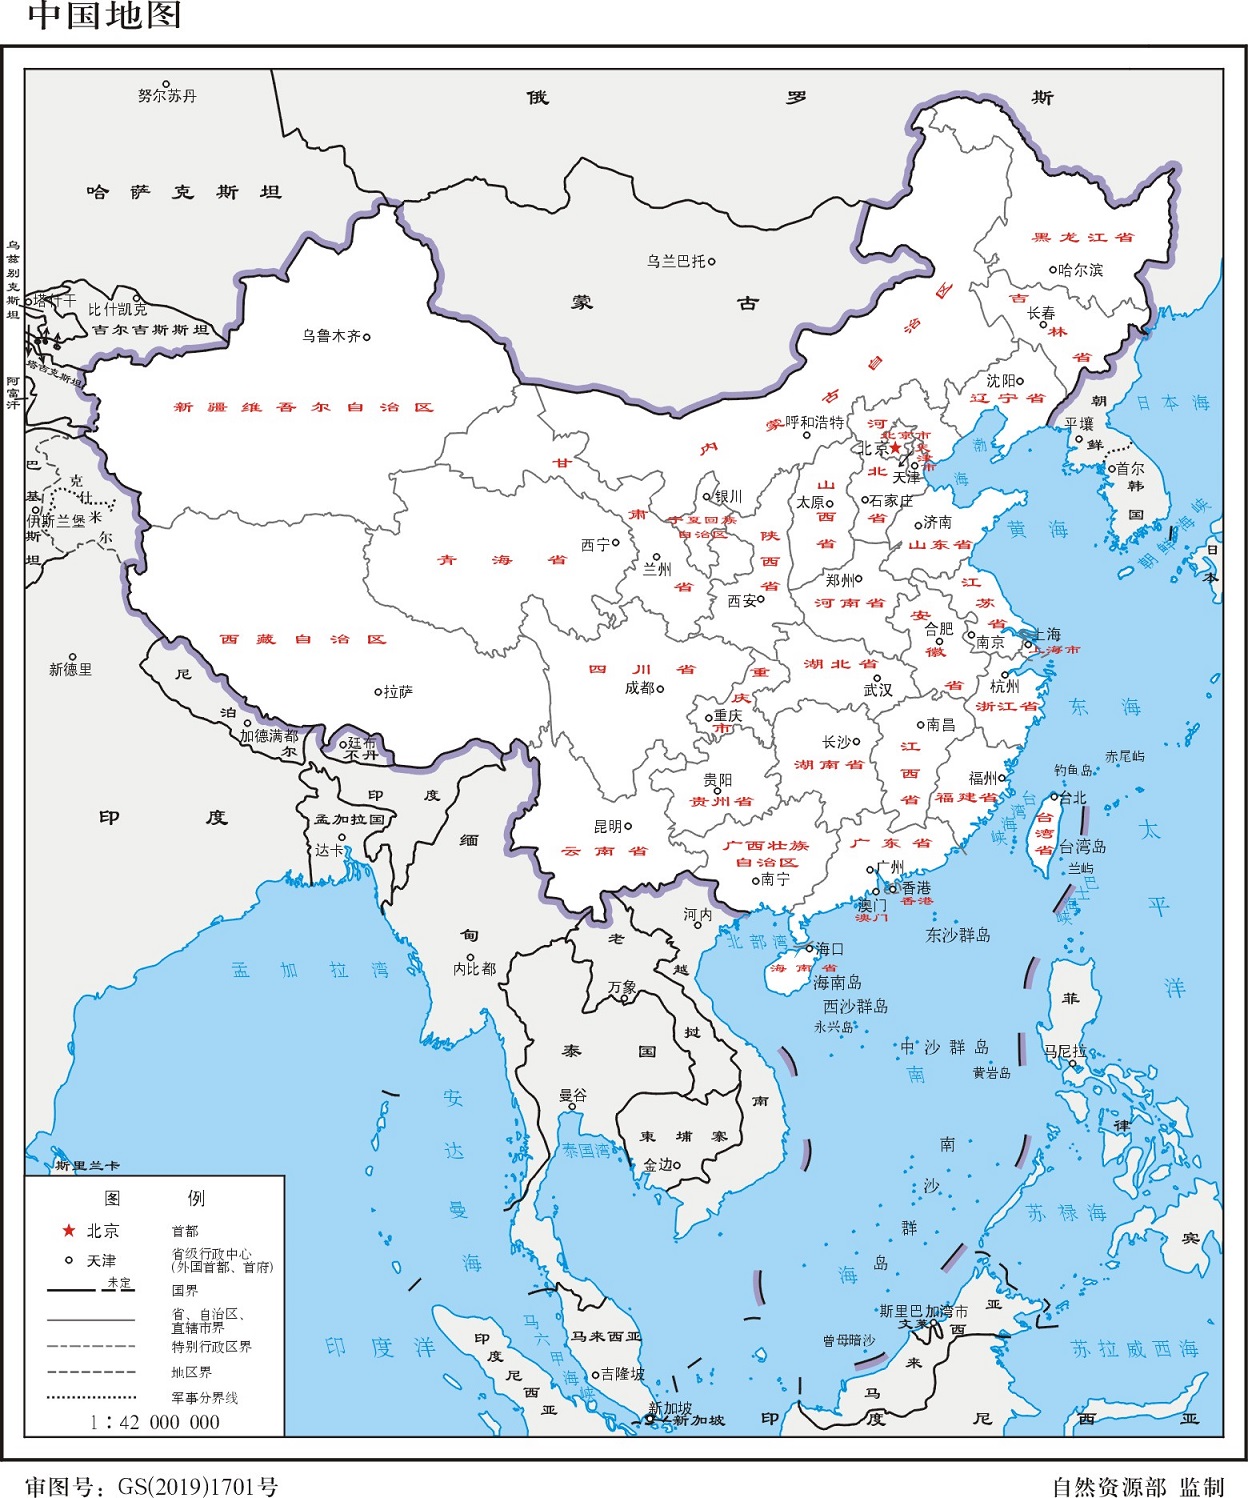 中国地图
俄罗斯
努尔苏丹
哈萨克斯坦
乌兹别克斯坦
塔什干
比什凯克
吉尔吉斯斯坦
塔吉克斯坦
阿富汗
乌兰巴托
蒙古
黑龙江省
哈尔滨
吉林省
长春
乌鲁木齐
新疆维吾尔自治区
内蒙古自治区
呼和浩特
沈阳
辽宁省
朝鲜
平壤
日本海
河北省
北京市
北京
天津市
天津
渤海
首尔
韩国
甘肃省
银川
宁夏回族
自治区
山西省
太原
石家庄
济南
山东省
黄海
朝鲜海峡
日本
巴基斯坦
克什米尔
伊斯兰堡
青海省
西宁
兰州
陕西省
西安
郑州
河南省
江苏省
安徽省
合肥
南京
上海
上海市
西藏自治区
拉萨
四川省
成都
重庆市
重庆
湖北省
武汉
杭州
浙江省
东海
新德里
尼泊尔
加德满都
廷布
不丹
印度
印度
孟加拉国
达卡
缅甸
内比都
长沙
湖南省
南昌
江西省
福州
福建省
钓鱼岛
赤尾屿
贵阳
贵州省
昆明
云南省
广西壮族
自治区
南宁
广东省
广州
香港
香港
澳门
澳门
台湾海峡
台北
台湾省
台湾岛
兰屿
巴士海峡
太平洋
东沙群岛
河内
北部湾
海口
海南省
海南岛
西沙群岛
永兴岛
中沙群岛
黄岩岛
南海
南沙群岛
曾母暗沙
孟加拉湾
老挝
万象
越南
泰国
曼谷
泰国湾
柬埔寨
金边
菲律宾
马尼拉
安达曼海
斯里兰卡
苏禄海
苏拉威西海
斯里巴加湾市
文莱
马来西亚
马来西亚
吉隆坡
马六甲海峡
新加坡
新加坡
印度洋
印度尼西亚
印度尼西亚
图例
北京 首都
天津 省级行政中心
(外国首都、首府)
未定
国界
省、自治区、
直辖市界
特别行政区界
地区界
军事分界线
1:42 000 000
审图号：GS(2019)1701号
自然资源部 监制